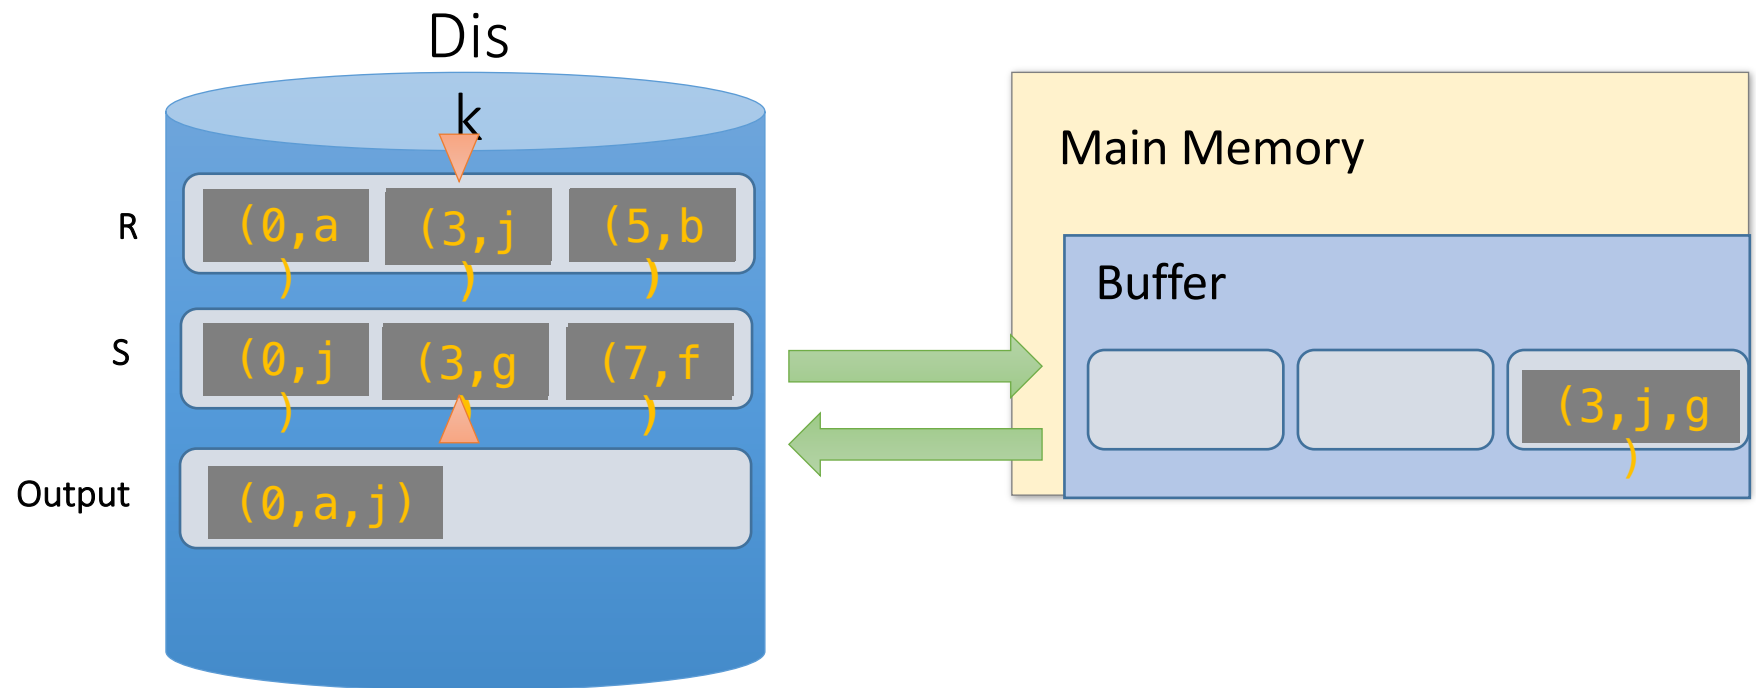 Dis
k
Main Memory
R
(0,a
)
(3,j
)
(5,b
)
Buffer
S
(0,j
)
(3,g
)
(7,f
)
(3,j,g
)
Output
(0,a,j)